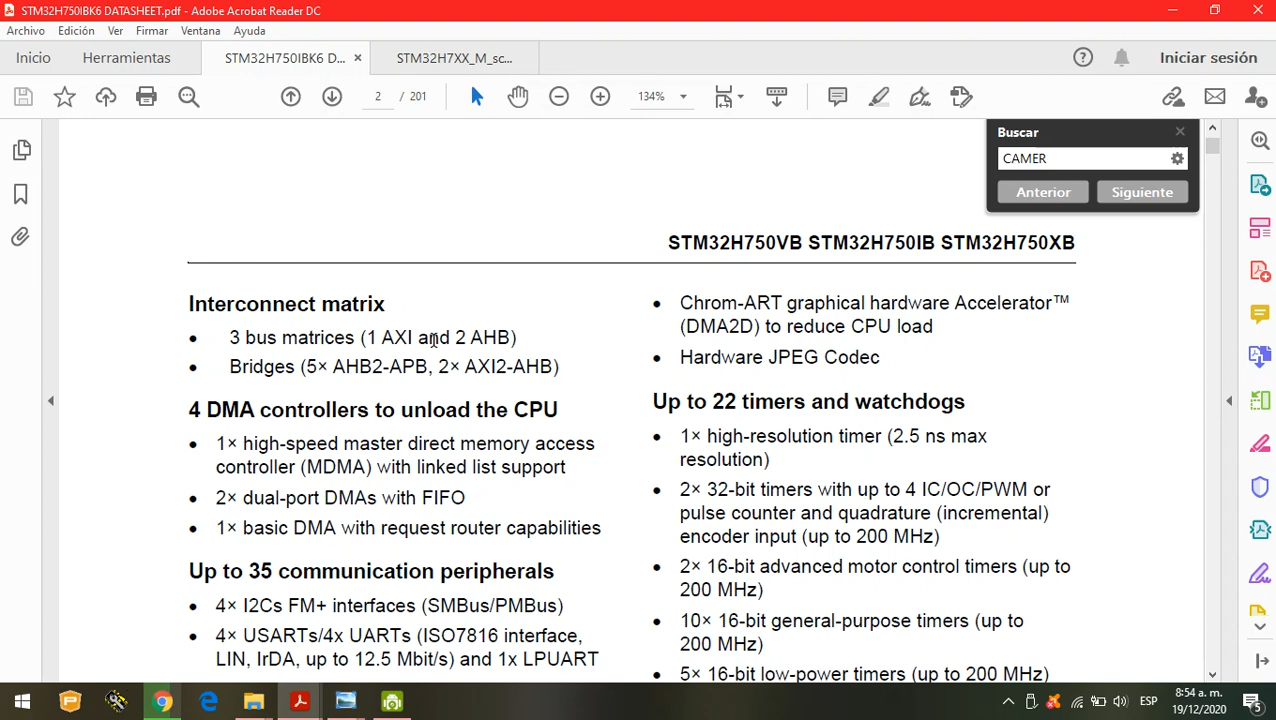 STM32H750IBK6 DATASHEET.pdf - Adobe Acrobat Reader DC
Archivo Edición Ver Firmar Ventana Ayuda
Inicio Herramientas STM32H750IBK6 D... × STM32H7XX_M_sc... Iniciar sesión
2 / 201 134%
Buscar
CAMER
Anterior Siguiente
STM32H750VB STM32H750IB STM32H750XB
Interconnect matrix
• 3 bus matrices (1 AXI and 2 AHB)
• Bridges (5× AHB2-APB, 2× AXI2-AHB)
4 DMA controllers to unload the CPU
• 1× high-speed master direct memory access
controller (MDMA) with linked list support
• 2× dual-port DMAs with FIFO
• 1× basic DMA with request router capabilities
Up to 35 communication peripherals
• 4× I2Cs FM+ interfaces (SMBus/PMBus)
• 4× USARTs/4x UARTs (ISO7816 interface,
LIN, IrDA, up to 12.5 Mbit/s) and 1x LPUART
• Chrom-ART graphical hardware Accelerator™
(DMA2D) to reduce CPU load
• Hardware JPEG Codec
Up to 22 timers and watchdogs
• 1× high-resolution timer (2.5 ns max
resolution)
• 2× 32-bit timers with up to 4 IC/OC/PWM or
pulse counter and quadrature (incremental)
encoder input (up to 200 MHz)
• 2× 16-bit advanced motor control timers (up to
200 MHz)
• 10× 16-bit general-purpose timers (up to
200 MHz)
• 5× 16-bit low-power timers (up to 200 MHz)
ESP
8:54 a. m.
19/12/2020
5